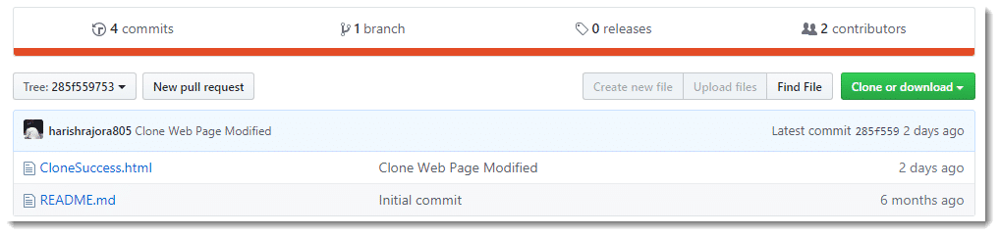 4 commits 1 branch 0 releases 2 contributors
Tree: 285f559753 New pull request Create new file Upload files Find File Clone or download
harishrajora805 Clone Web Page Modified Latest commit 285f559 2 days ago
CloneSuccess.html Clone Web Page Modified 2 days ago
README.md Initial commit 6 months ago